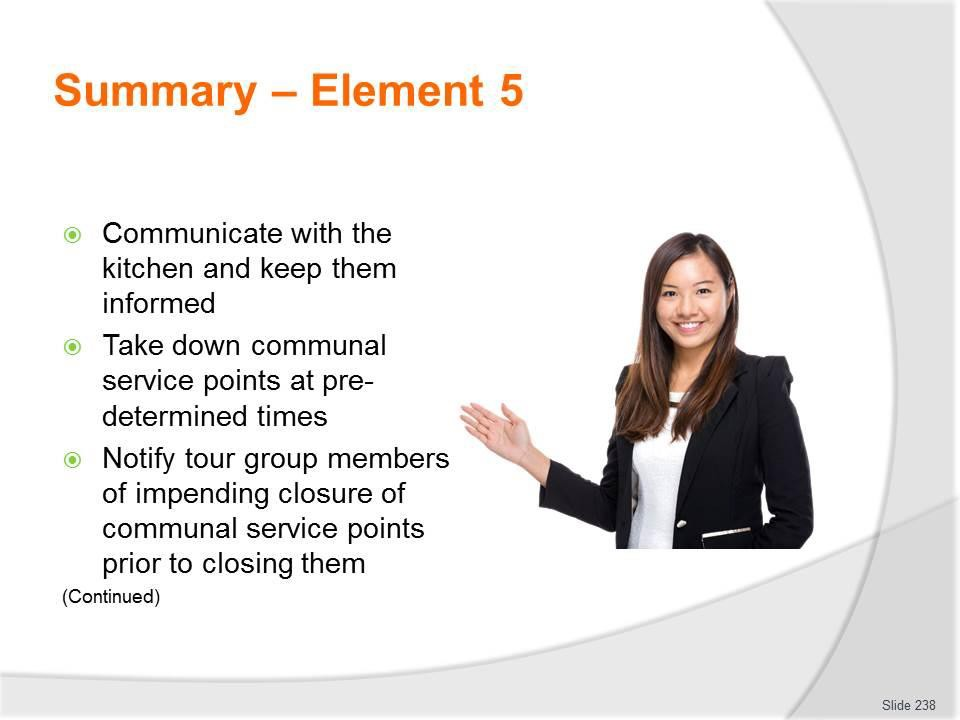 Summary – Element 5
Communicate with the
kitchen and keep them
informed
Take down communal
service points at pre-
determined times
Notify tour group members
of impending closure of
communal service points
prior to closing them
(Continued)
Slide 238